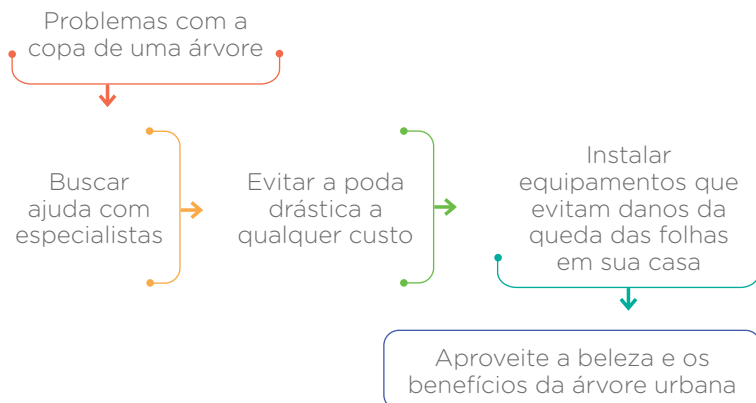 Problemas com a
copa de uma árvore
Buscar
ajuda com
especialistas
Evitar a poda
drástica a
qualquer custo
Instalar
equipamentos que
evitam danos da
queda das folhas
em sua casa
Aproveite a beleza e os
benefícios da árvore urbana